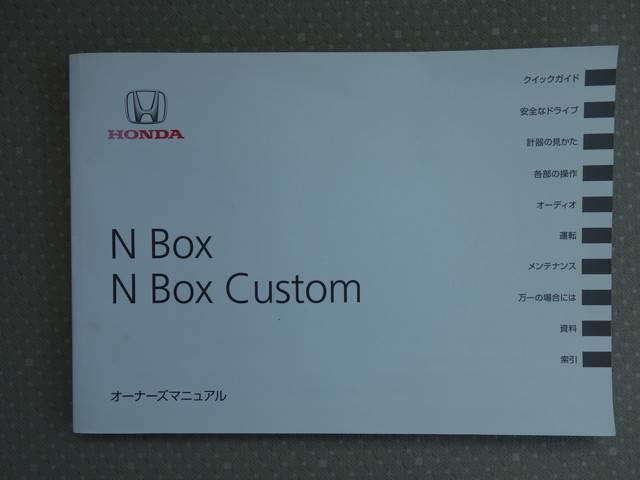 HONDA
N Box
N Box Custom
オーナーズマニュアル
クイックガイド
安全なドライブ
計器の見かた
各部の操作
オーディオ
運転
メンテナンス
万一の場合には
資料
索引